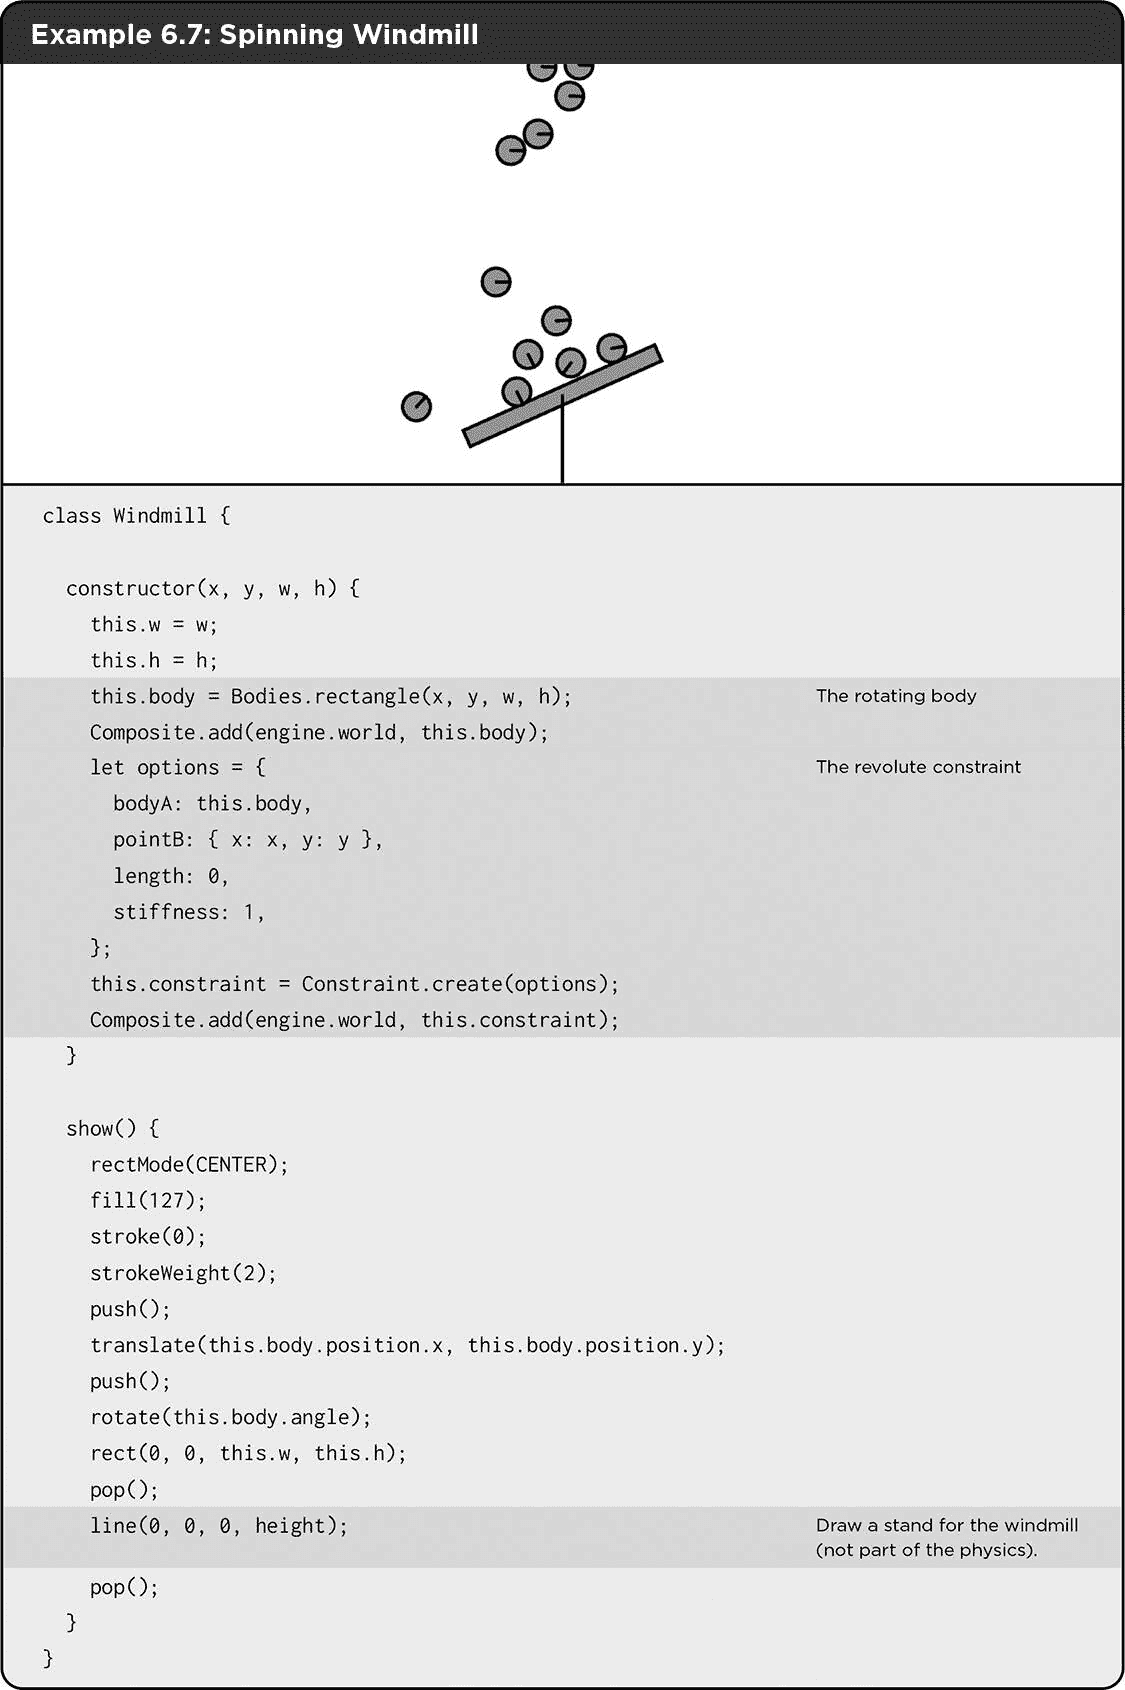 Example 6.7: Spinning Windmill
class Windmill {
constructor(x, y, w, h) {
this.w = w;
this.h = h;
this.body = Bodies.rectangle(x, y, w, h);
The rotating body
Composite.add(engine.world, this.body);
let options = {
The revolute constraint
bodyA: this.body,
pointB: { x: x, y: y },
length: 0,
stiffness: 1,
};
this.constraint = Constraint.create(options);
Composite.add(engine.world, this.constraint);
}
show() {
rectMode(CENTER);
fill(127);
stroke(0);
strokeWeight(2);
push();
translate(this.body.position.x, this.body.position.y);
push();
rotate(this.body.angle);
rect(0, 0, this.w, this.h);
pop();
line(0, 0, 0, height);
Draw a stand for the windmill
(not part of the physics).
pop();
}
}